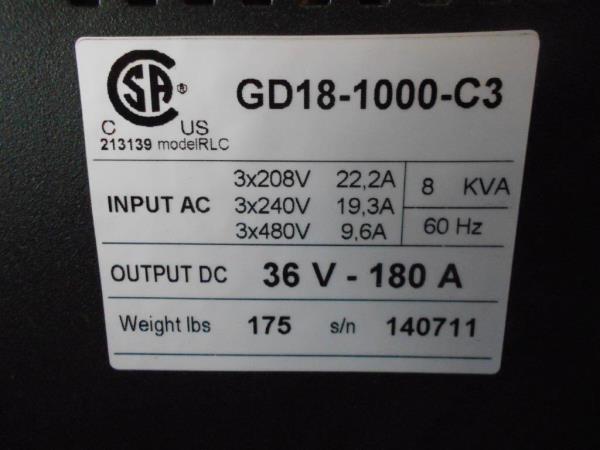 CSA ® GD18-1000-C3
C US
213139 modelRLC
INPUT AC
3x208V 22,2A
3x240V 19,3A
3x480V 9,6A
8 KVA
60 Hz
OUTPUT DC 36 V - 180 A
Weight lbs 175 s/n 140711